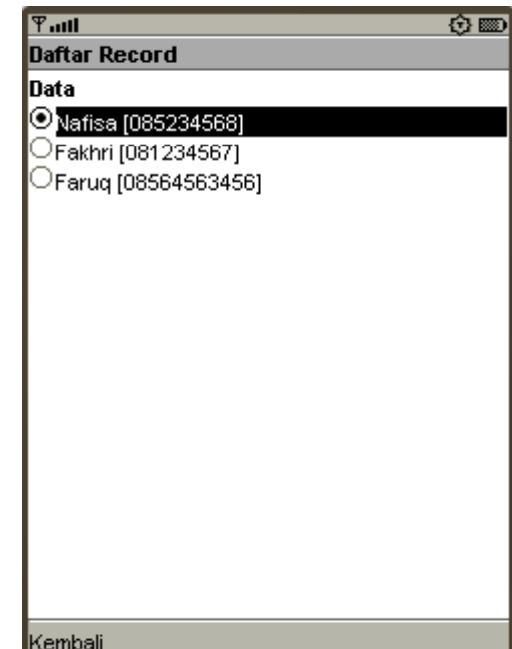 Daftar Record
Data
Nafisa [085234568]
Fakhri [081234567]
Faruq [08564563456]
Kembali